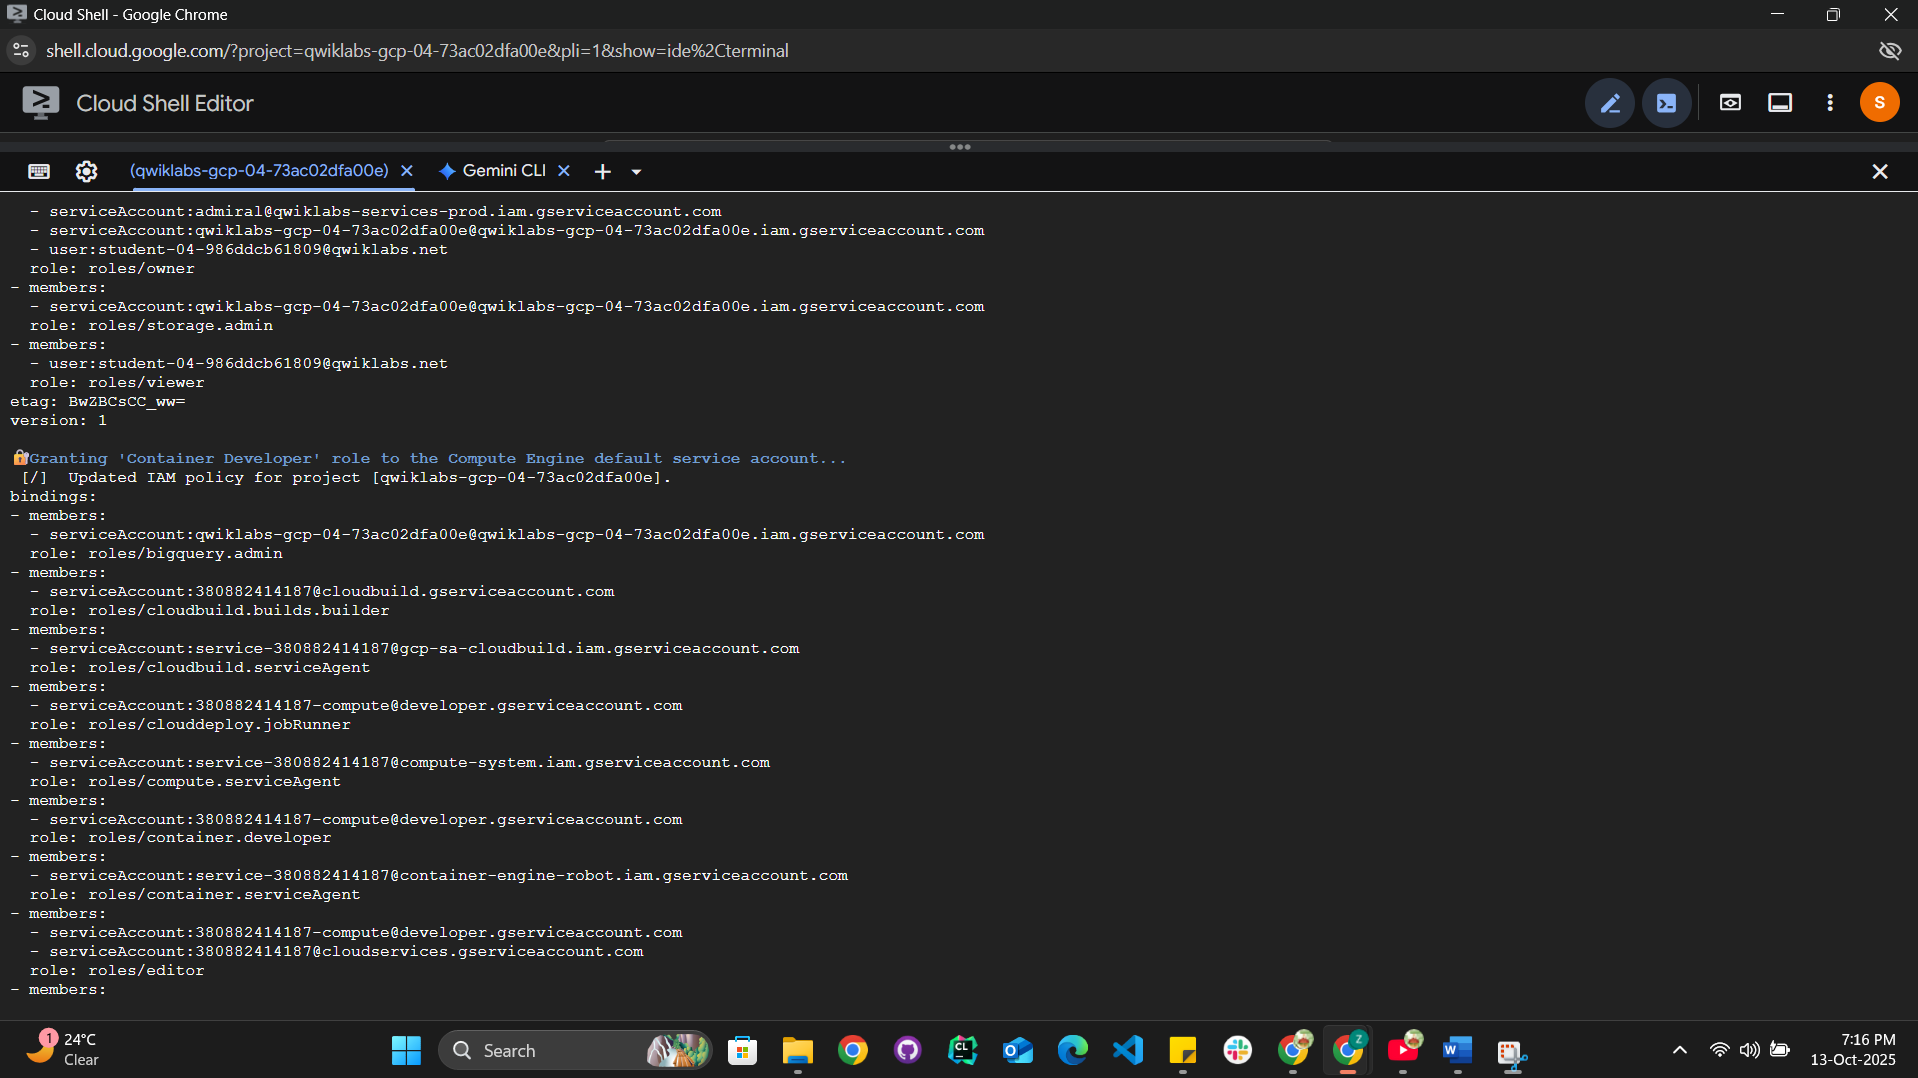 Cloud Shell - Google Chrome
shell.cloud.google.com/?project=qwiklabs-gcp-04-73ac02dfa00e&pli=1&show=ide%2Cterminal
Cloud Shell Editor
S
(qwiklabs-gcp-04-73ac02dfa00e)
Gemini CLI
- serviceAccount:admiral@qwiklabs-services-prod.iam.gserviceaccount.com
- serviceAccount:qwiklabs-gcp-04-73ac02dfa00e@qwiklabs-gcp-04-73ac02dfa00e.iam.gserviceaccount.com
- user:student-04-986ddcb61809@qwiklabs.net
role: roles/owner
- members:
- serviceAccount:qwiklabs-gcp-04-73ac02dfa00e@qwiklabs-gcp-04-73ac02dfa00e.iam.gserviceaccount.com
role: roles/storage.admin
- members:
- user:student-04-986ddcb61809@qwiklabs.net
role: roles/viewer
etag: BwZBCsCC_ww=
version: 1
🔐Granting 'Container Developer' role to the Compute Engine default service account...
[/]  Updated IAM policy for project [qwiklabs-gcp-04-73ac02dfa00e].
bindings:
- members:
- serviceAccount:qwiklabs-gcp-04-73ac02dfa00e@qwiklabs-gcp-04-73ac02dfa00e.iam.gserviceaccount.com
role: roles/bigquery.admin
- members:
- serviceAccount:380882414187@cloudbuild.gserviceaccount.com
role: roles/cloudbuild.builds.builder
- members:
- serviceAccount:service-380882414187@gcp-sa-cloudbuild.iam.gserviceaccount.com
role: roles/cloudbuild.serviceAgent
- members:
- serviceAccount:380882414187-compute@developer.gserviceaccount.com
role: roles/clouddeploy.jobRunner
- members:
- serviceAccount:service-380882414187@compute-system.iam.gserviceaccount.com
role: roles/compute.serviceAgent
- members:
- serviceAccount:380882414187-compute@developer.gserviceaccount.com
role: roles/container.developer
- members:
- serviceAccount:service-380882414187@container-engine-robot.iam.gserviceaccount.com
role: roles/container.serviceAgent
- members:
- serviceAccount:380882414187-compute@developer.gserviceaccount.com
- serviceAccount:380882414187@cloudservices.gserviceaccount.com
role: roles/editor
- members:
1
24°C
Clear
Search
7:16 PM
13-Oct-2025